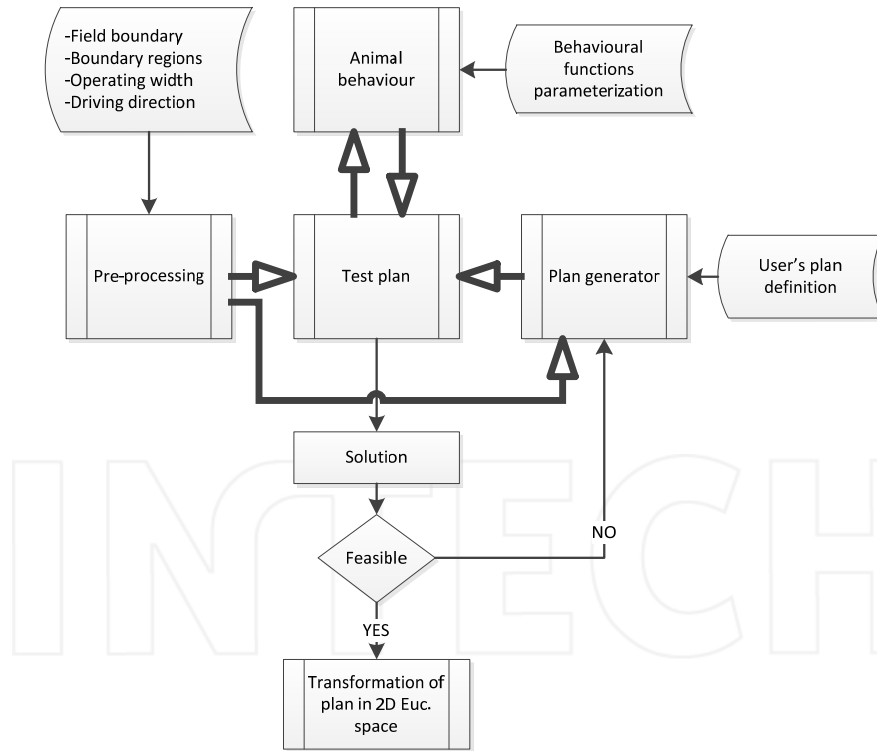 -Field boundary
-Boundary regions
-Operating width
-Driving direction
Animal
behaviour
Behavioural
functions
parameterization
Pre-processing
Test plan
Plan generator
User's plan
definition
Solution
Feasible
NO
YES
Transformation of
plan in 2D Euc.
space
INTECH